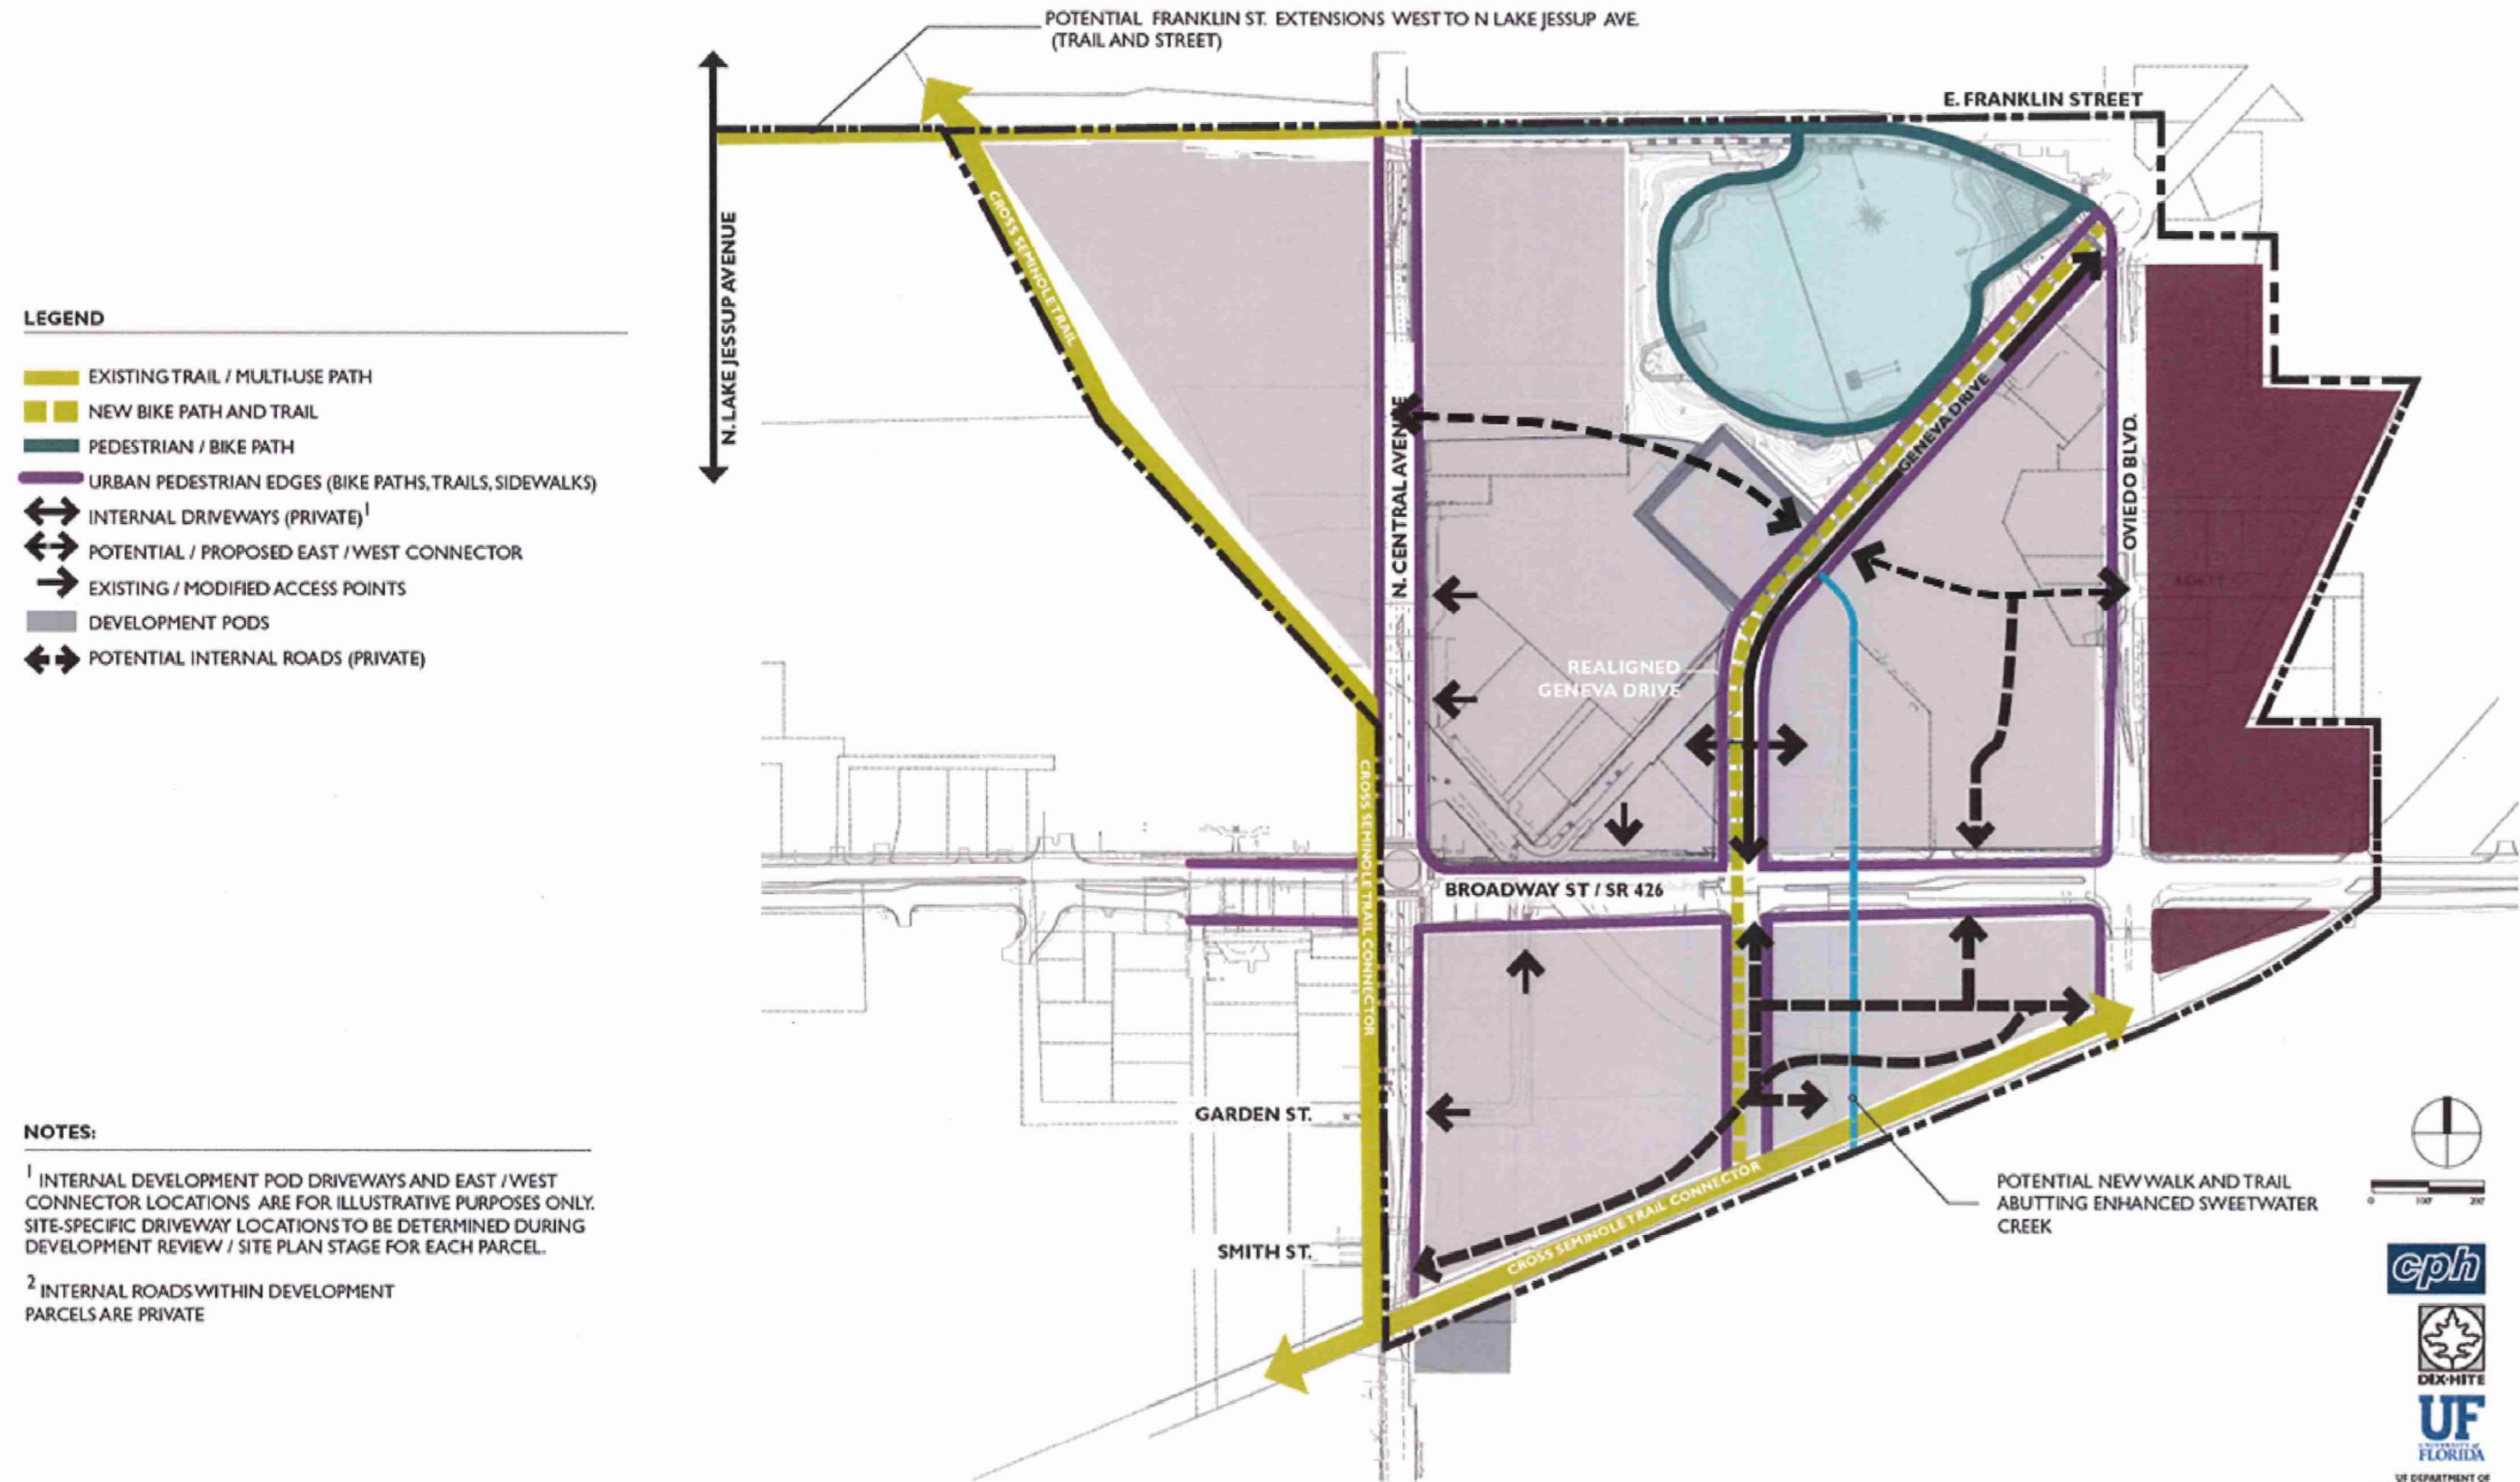 POTENTIAL FRANKLIN ST. EXTENSIONS WEST TO N LAKE JESSUP AVE.
(TRAIL AND STREET)
E. FRANKLIN STREET
N. LAKE JESSUP AVENUE
CROSS SEMINOLE TRAIL
N. CENTRAL AVENUE
GENEVA DRIVE
OVIEDO BLVD.
REALIGNED
GENEVA DRIVE
CROSS SEMINOLE TRAIL CONNECTOR
BROADWAY ST / SR 426
GARDEN ST.
SMITH ST.
CROSS SEMINOLE TRAIL CONNECTOR
POTENTIAL NEW WALK AND TRAIL
ABUTTING ENHANCED SWEETWATER
CREEK
LEGEND
EXISTING TRAIL / MULTI-USE PATH
NEW BIKE PATH AND TRAIL
PEDESTRIAN / BIKE PATH
URBAN PEDESTRIAN EDGES (BIKE PATHS, TRAILS, SIDEWALKS)
INTERNAL DRIVEWAYS (PRIVATE)1
POTENTIAL / PROPOSED EAST / WEST CONNECTOR
EXISTING / MODIFIED ACCESS POINTS
DEVELOPMENT PODS
POTENTIAL INTERNAL ROADS (PRIVATE)
NOTES:
1 INTERNAL DEVELOPMENT POD DRIVEWAYS AND EAST / WEST
CONNECTOR LOCATIONS ARE FOR ILLUSTRATIVE PURPOSES ONLY.
SITE-SPECIFIC DRIVEWAY LOCATIONS TO BE DETERMINED DURING
DEVELOPMENT REVIEW / SITE PLAN STAGE FOR EACH PARCEL.
2 INTERNAL ROADS WITHIN DEVELOPMENT
PARCELS ARE PRIVATE
0 100' 200'
cph
DIX•HITE
UF
UNIVERSITY of
FLORIDA
UF DEPARTMENT OF